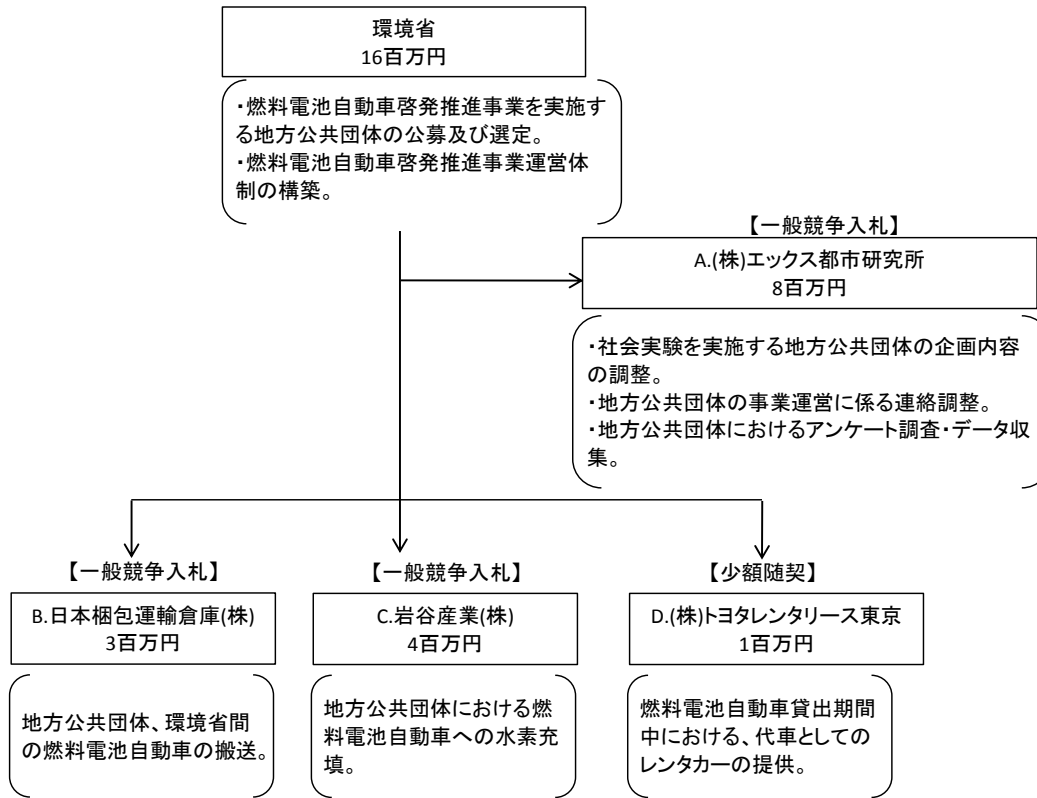 環境省
16百万円
・燃料電池自動車啓発推進事業を実施す
る地方公共団体の公募及び選定。
・燃料電池自動車啓発推進事業運営体
制の構築。
【一般競争入札】
A.(株)エックス都市研究所
8百万円
・社会実験を実施する地方公共団体の企画内容
の調整。
・地方公共団体の事業運営に係る連絡調整。
・地方公共団体におけるアンケート調査・データ収
集。
【一般競争入札】
B.日本梱包運輸倉庫(株)
3百万円
地方公共団体、環境省間
の燃料電池自動車の搬送。
【一般競争入札】
C.岩谷産業(株)
4百万円
地方公共団体における燃
料電池自動車への水素充
填。
【少額随契】
D.(株)トヨタレンタリース東京
1百万円
燃料電池自動車貸出期間
中における、代車としての
レンタカーの提供。